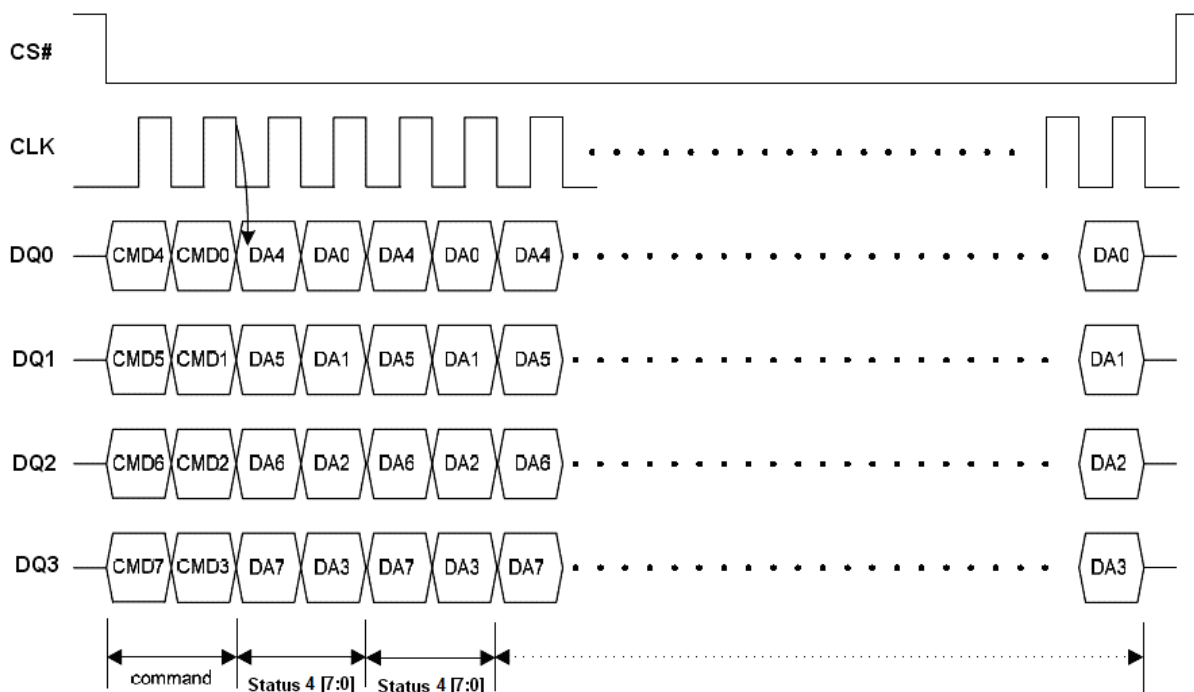 CS#
CLK
DQ0 CMD4 CMD0 DA4 DA0 DA4 DA0 DA4 DA0
DQ1 CMD5 CMD1 DA5 DA1 DA5 DA1 DA5 DA1
DQ2 CMD6 CMD2 DA6 DA2 DA6 DA2 DA6 DA2
DQ3 CMD7 CMD3 DA7 DA3 DA7 DA3 DA7 DA3
command Status 4 [7:0] Status 4 [7:0]